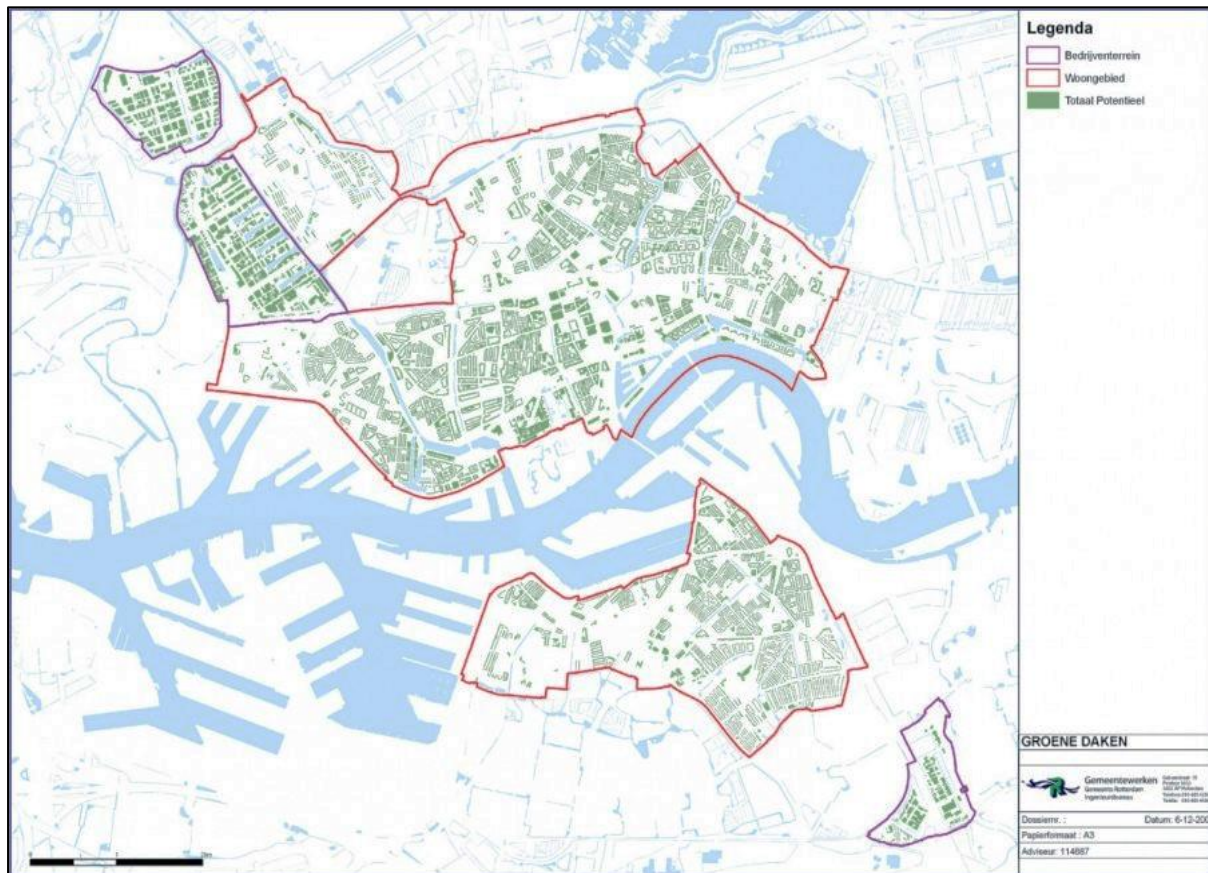 Legenda
Bedrijventerrein
Woongebied
Totaal Potentieel
GROENE DAKEN
Gemeentewerken
Gemeente Rotterdam
Ingenieursbureau
Dossiernr. :
Datum: 6-12-200
Papierformaat : A3
Adviseur: 114687